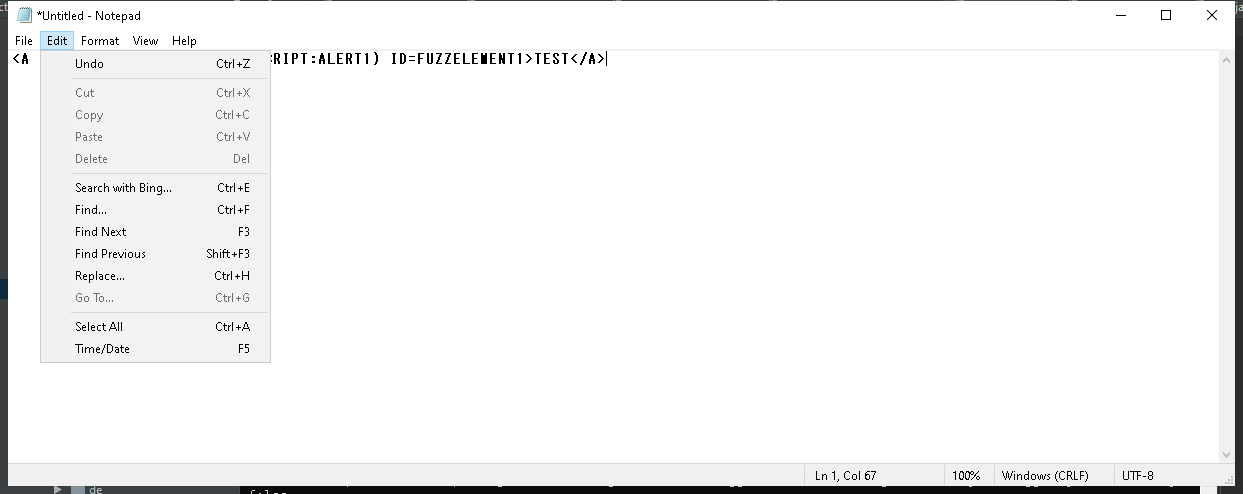 *Untitled - Notepad
File Edit Format View Help
<A RIPT:ALERT1) ID=FUZZELEMENT1>TEST</A>
Undo Ctrl+Z
Cut Ctrl+X
Copy Ctrl+C
Paste Ctrl+V
Delete Del
Search with Bing... Ctrl+E
Find... Ctrl+F
Find Next F3
Find Previous Shift+F3
Replace... Ctrl+H
Go To... Ctrl+G
Select All Ctrl+A
Time/Date F5
Ln 1, Col 67 100% Windows (CRLF) UTF-8
de